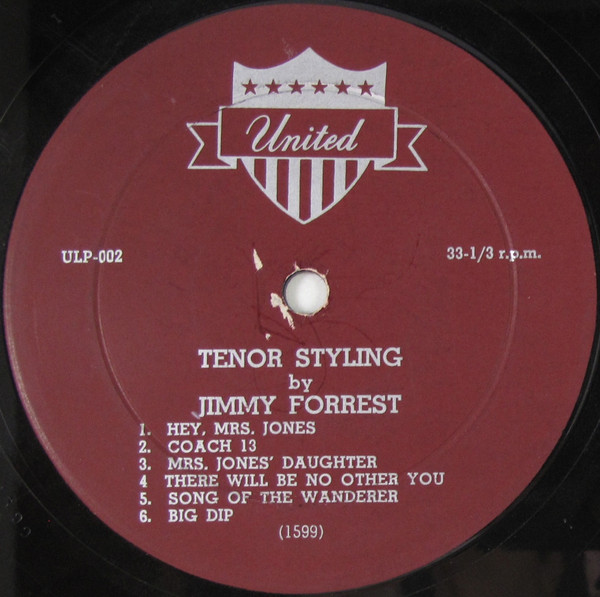 United
ULP-002
33-1/3 r.p.m.
TENOR STYLING
by
JIMMY FORREST
1. HEY, MRS. JONES
2. COACH 13
3. MRS. JONES' DAUGHTER
4 THERE WILL BE NO OTHER YOU
5. SONG OF THE WANDERER
6. BIG DIP
(1599)